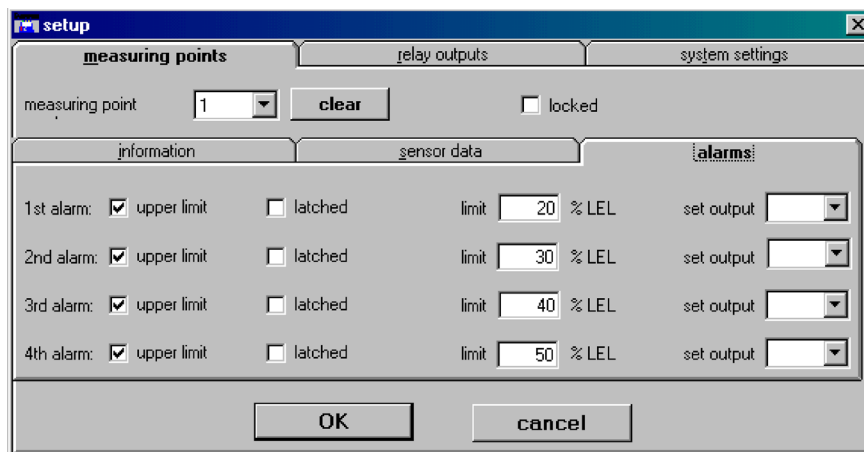 setup
measuring points relay outputs system settings
measuring point 1 clear locked
information sensor data alarms
1st alarm: upper limit latched limit 20 % LEL set output
2nd alarm: upper limit latched limit 30 % LEL set output
3rd alarm: upper limit latched limit 40 % LEL set output
4th alarm: upper limit latched limit 50 % LEL set output
OK cancel